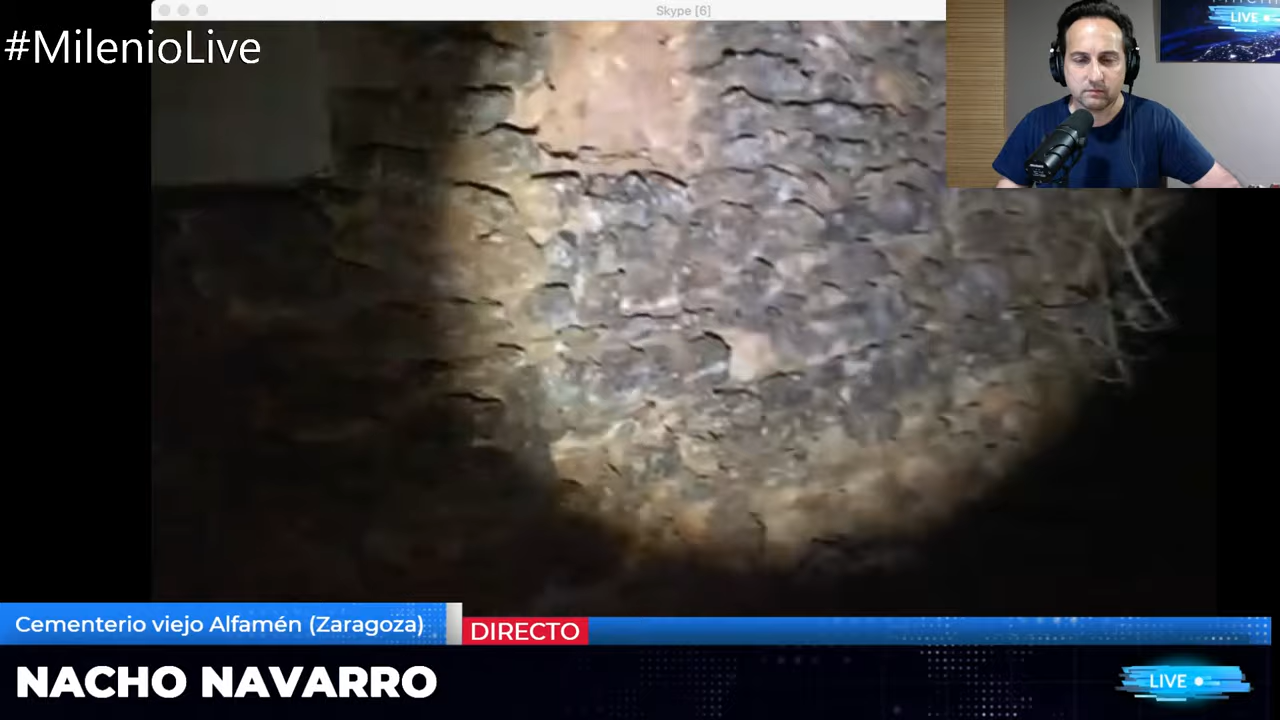 Skype [6]
#MilenioLive
LIVE
Cementerio viejo Alfamén (Zaragoza)
DIRECTO
NACHO NAVARRO
LIVE